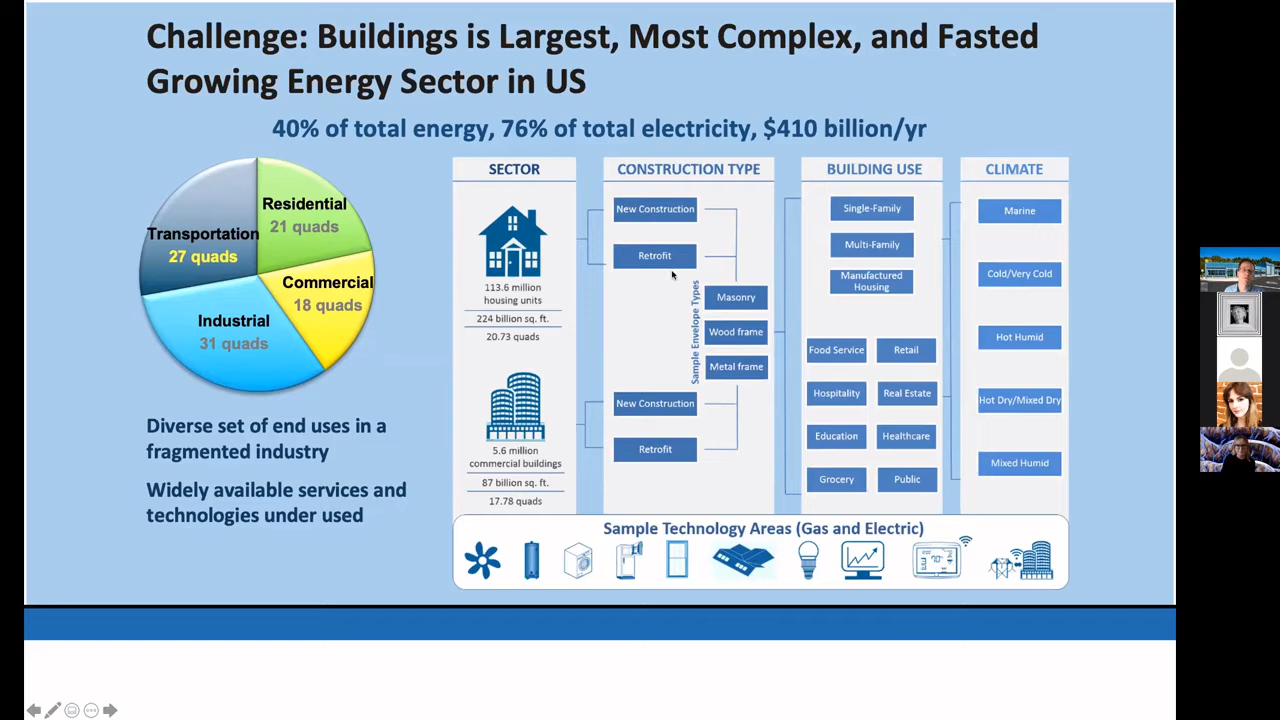 Challenge: Buildings is Largest, Most Complex, and Fasted
Growing Energy Sector in US
40% of total energy, 76% of total electricity, $410 billion/yr
Residential
21 quads
Transportation
27 quads
Commercial
18 quads
Industrial
31 quads
Diverse set of end uses in a
fragmented industry
Widely available services and
technologies under used
SECTOR
113.6 million
housing units
224 billion sq. ft.
20.73 quads
5.6 million
commercial buildings
87 billion sq. ft.
17.78 quads
CONSTRUCTION TYPE
New Construction
Retrofit
Sample Envelope Types
Masonry
Wood frame
Metal frame
New Construction
Retrofit
BUILDING USE
Single-Family
Multi-Family
Manufactured
Housing
Food Service
Retail
Hospitality
Real Estate
Education
Healthcare
Grocery
Public
CLIMATE
Marine
Cold/Very Cold
Hot Humid
Hot Dry/Mixed Dry
Mixed Humid
Sample Technology Areas (Gas and Electric)